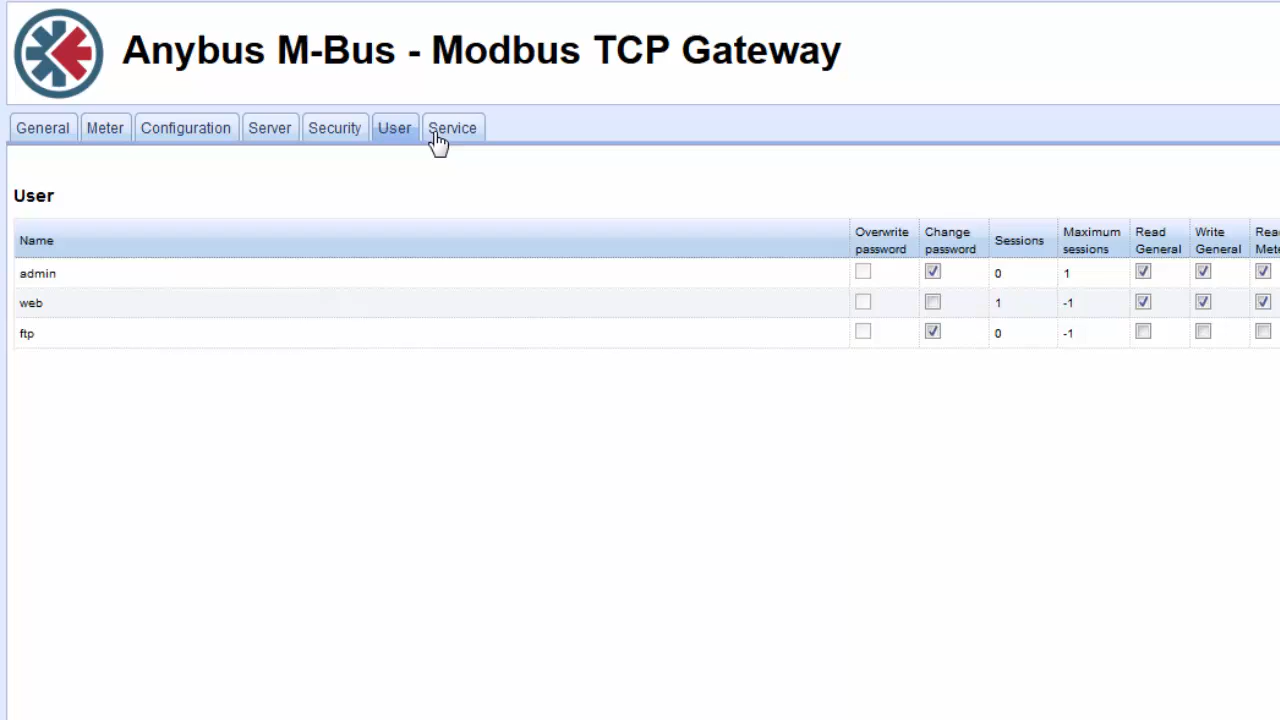 Anybus M-Bus - Modbus TCP Gateway
General Meter Configuration Server Security User Service
User
Name Overwrite password Change password Sessions Maximum sessions Read General Write General
admin 0 1
web 1 -1
ftp 0 -1